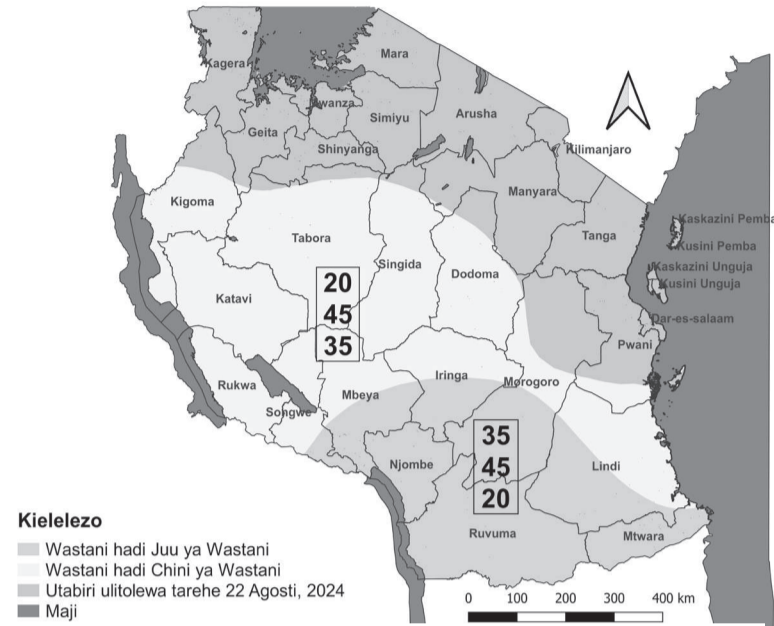 Mara
Kagera
Mwanza
Simiyu
Arusha
Geita
Shinyanga
Kilimanjaro
Manyara
Kigoma
Kaskazini Pemba
Tabora
Tanga
Kusini Pemba
Singida
Dodoma
Kaskazini Unguja
Kusini Unguja
Katavi
20
45
35
Dar-es-salaam
Pwani
Rukwa
Iringa
Morogoro
Mbeya
Songwe
35
45
20
Njombe
Lindi
Ruvuma
Mtwara
Kielelezo
Wastani hadi Juu ya Wastani
Wastani hadi Chini ya Wastani
Utabiri ulitolewa tarehe 22 Agosti, 2024
Maji
0 100 200 300 400 km